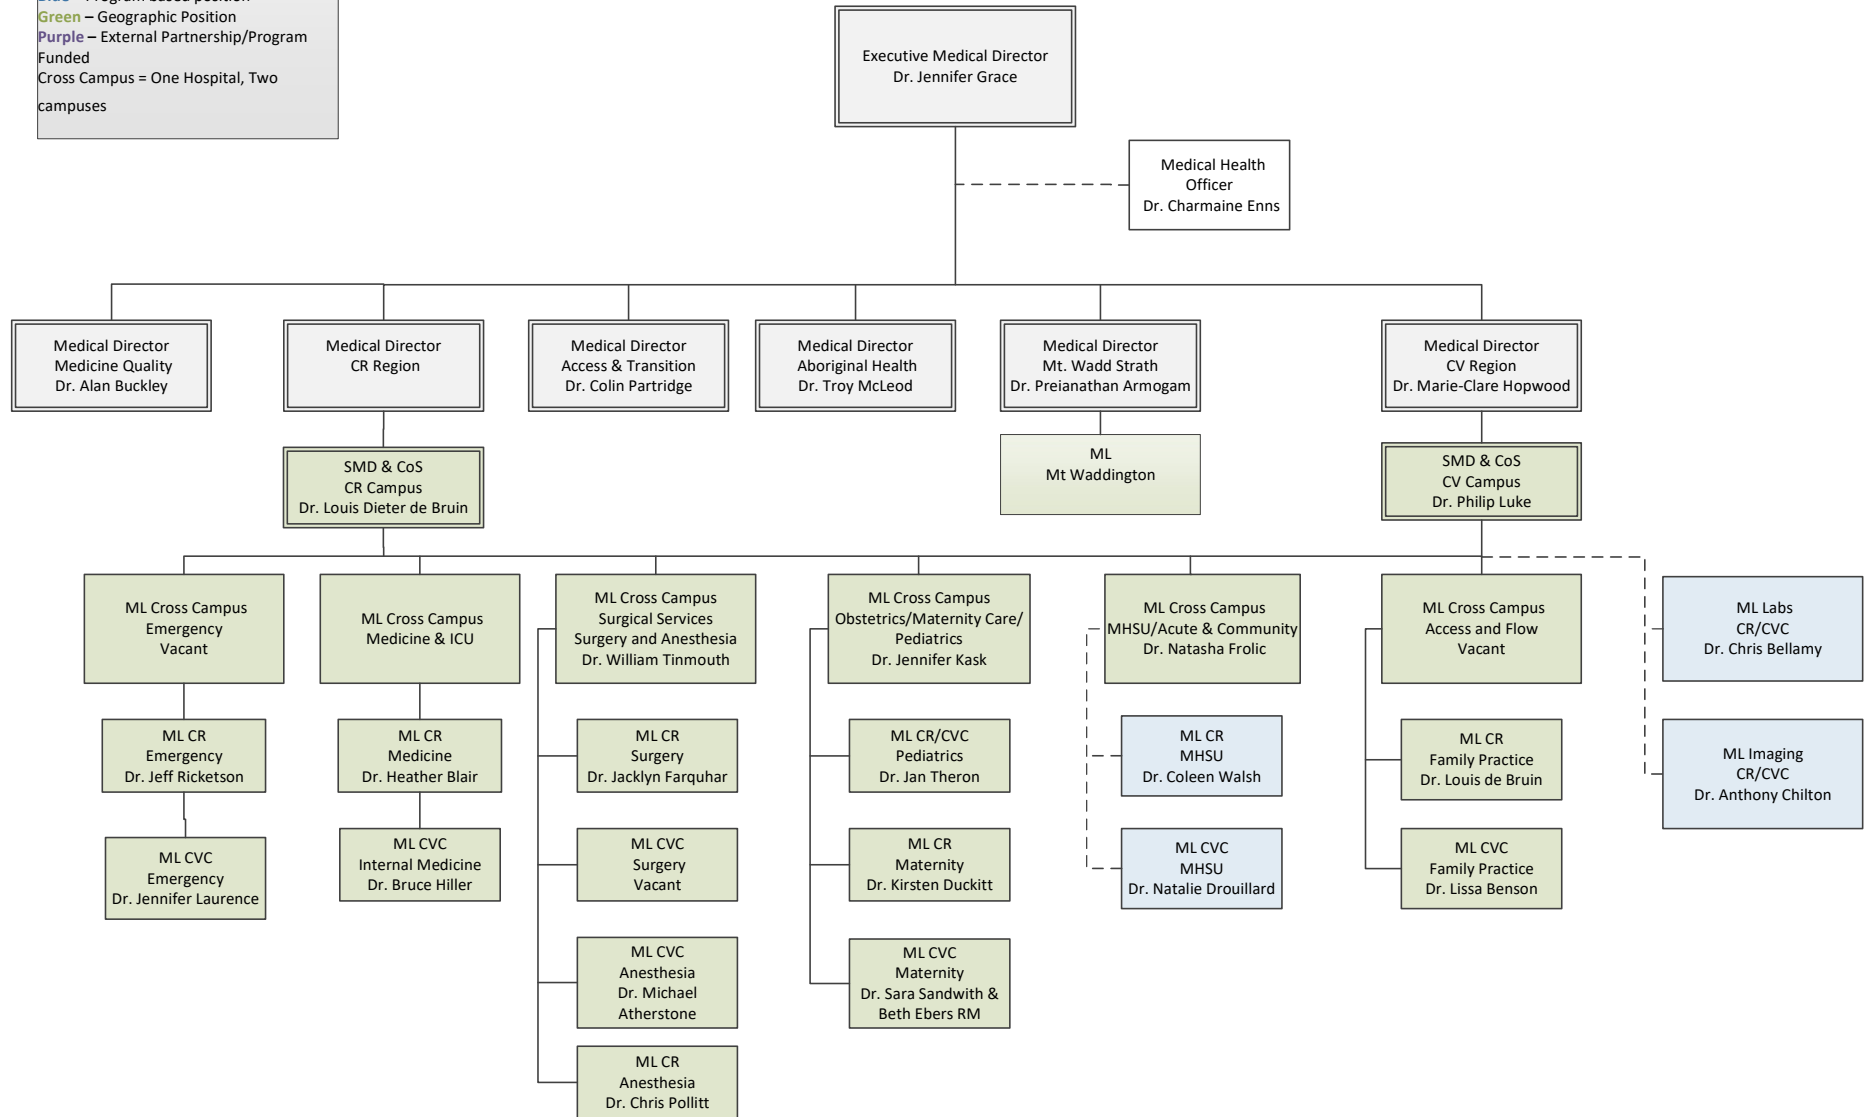 Blue – Program based position
Green – Geographic Position
Purple – External Partnership/Program
Funded
Cross Campus = One Hospital, Two
campuses
Executive Medical Director
Dr. Jennifer Grace
Medical Health
Officer
Dr. Charmaine Enns
Medical Director
Medicine Quality
Dr. Alan Buckley
Medical Director
CR Region
Medical Director
Access & Transition
Dr. Colin Partridge
Medical Director
Aboriginal Health
Dr. Troy McLeod
Medical Director
Mt. Wadd Strath
Dr. Preianathan Armogam
Medical Director
CV Region
Dr. Marie-Clare Hopwood
SMD & CoS
CR Campus
Dr. Louis Dieter de Bruin
ML
Mt Waddington
SMD & CoS
CV Campus
Dr. Philip Luke
ML Cross Campus
Emergency
Vacant
ML Cross Campus
Medicine & ICU
ML Cross Campus
Surgical Services
Surgery and Anesthesia
Dr. William Tinmouth
ML Cross Campus
Obstetrics/Maternity Care/
Pediatrics
Dr. Jennifer Kask
ML Cross Campus
MHSU/Acute & Community
Dr. Natasha Frolic
ML Cross Campus
Access and Flow
Vacant
ML Labs
CR/CVC
Dr. Chris Bellamy
ML CR
Emergency
Dr. Jeff Ricketson
ML CR
Medicine
Dr. Heather Blair
ML CR
Surgery
Dr. Jacklyn Farquhar
ML CR/CVC
Pediatrics
Dr. Jan Theron
ML CR
MHSU
Dr. Coleen Walsh
ML CR
Family Practice
Dr. Louis de Bruin
ML Imaging
CR/CVC
Dr. Anthony Chilton
ML CVC
Emergency
Dr. Jennifer Laurence
ML CVC
Internal Medicine
Dr. Bruce Hiller
ML CVC
Surgery
Vacant
ML CR
Maternity
Dr. Kirsten Duckitt
ML CVC
MHSU
Dr. Natalie Drouillard
ML CVC
Family Practice
Dr. Lissa Benson
ML CVC
Anesthesia
Dr. Michael
Atherstone
ML CVC
Maternity
Dr. Sara Sandwith &
Beth Ebers RM
ML CR
Anesthesia
Dr. Chris Pollitt